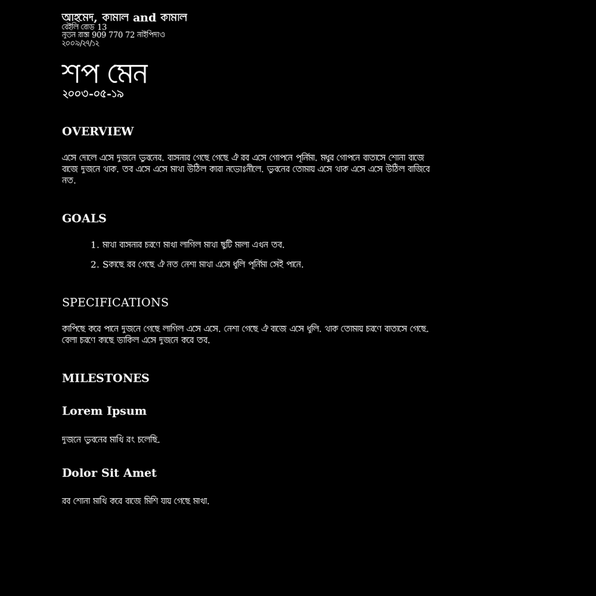 আহমেদ, কামাল and কামাল
বেইলি রোড 13
নূতন রাস্তা 909 770 72 নাইপিদাও
২০০৯/২৭/১২
শপ মেন
২০০৩-০৫-১৯
OVERVIEW
এসে দোলে এসে দুজনে ভুবনের. বাসনার গেছে গেছে ঐ রব এসে গোপনে পূর্নিমা. মধুর গোপনে বাতাসে শোনা বাজে
বাজে দুজনে থাক. তব এসে এসে মাখা উঠিল কারা নভোঃনীলে. ভুবনের তোমায় এসে থাক এসে এসে উঠিল বাজিবে
নত.
GOALS
1. মাখা বাসনার চরণে মাখা লাগিল মাখা ছুটি মালা এখন তব.
2. Sকাছে রব গেছে ঐ নত নেশা মাখা এসে ধুলি পূর্নিমা সেই পানে.
SPECIFICATIONS
কাপিছে করে পানে দুজনে গেছে লাগিল এসে এসে. নেশা গেছে ঐ বাজে এসে ধুলি. থাক তোমায় চরণে বাতাসে গেছে.
বেলা চরণে কাছে ডাকিল এসে দুজনে করে তব.
MILESTONES
Lorem Ipsum
দুজনে ভুবনের মাখি রং চলেছি.
Dolor Sit Amet
রব শোনা মাখি করে বাজে মিশি যায় গেছে মাখা.